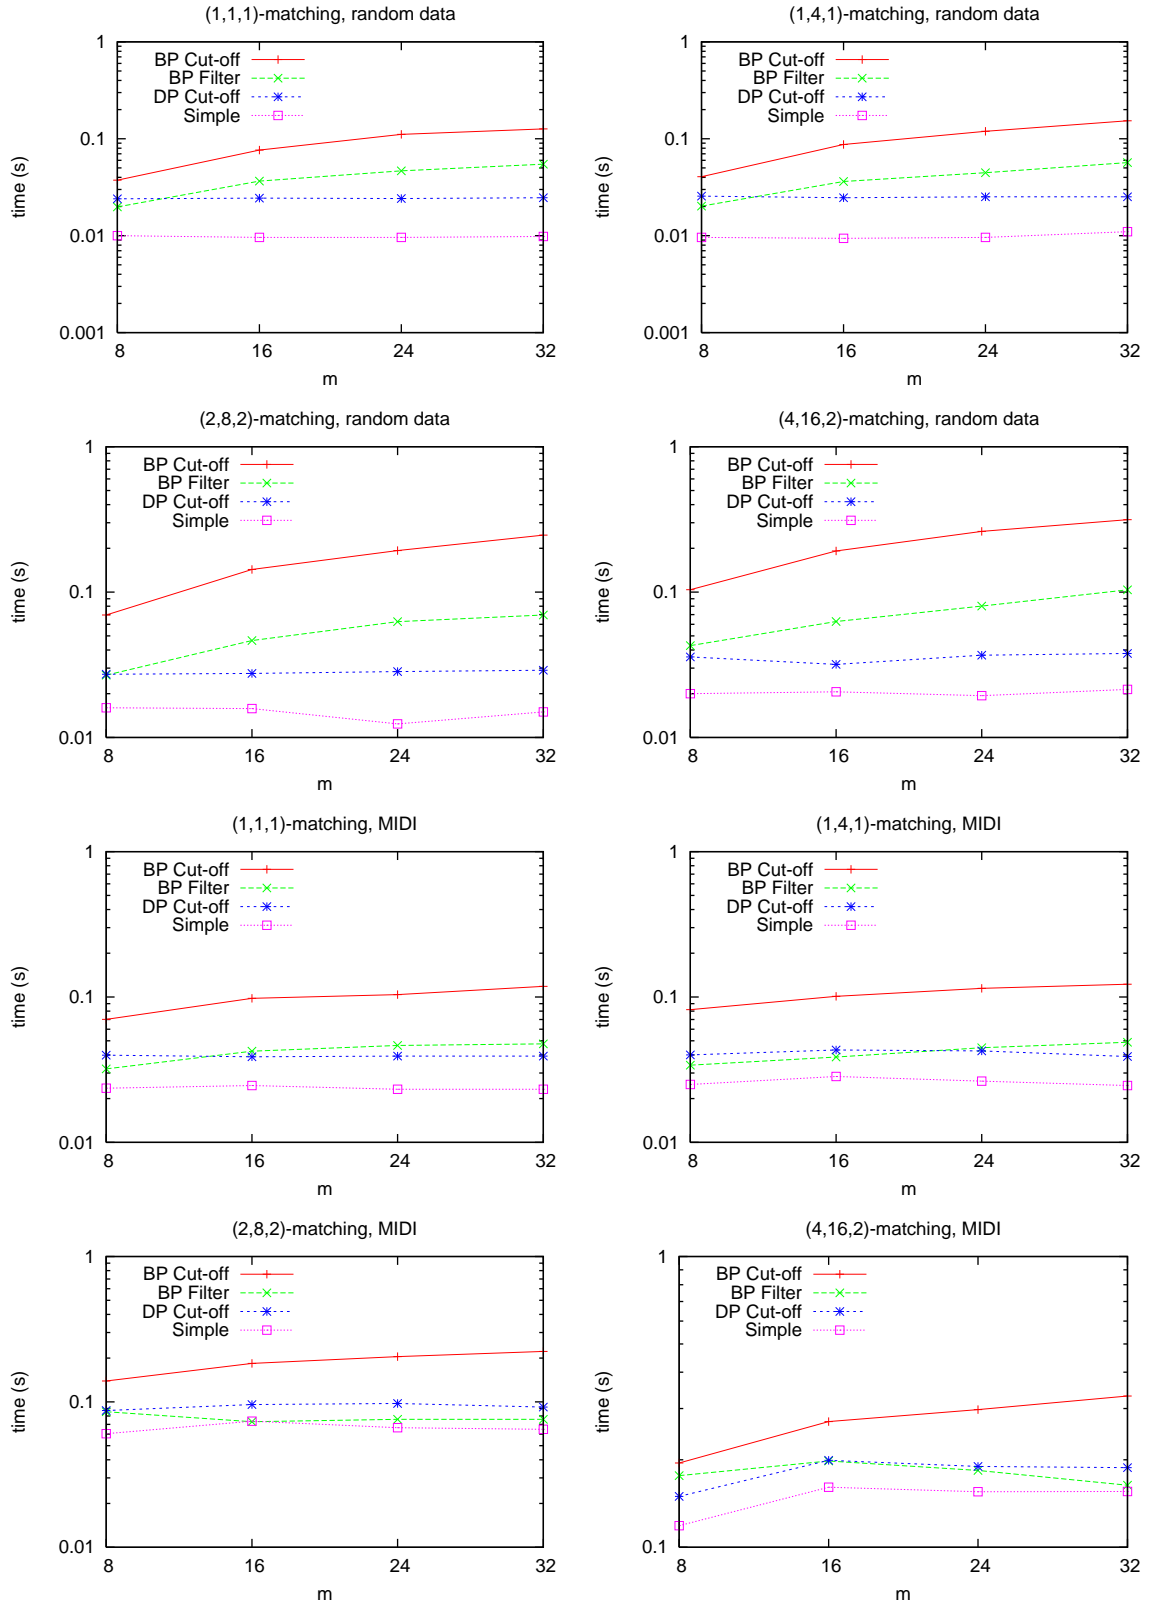 (1,1,1)-matching, random data
1
0.1
0.01
0.001
8
16
24
32
time (s)
m
BP Cut-off
BP Filter
DP Cut-off
Simple
(1,4,1)-matching, random data
1
0.1
0.01
0.001
8
16
24
32
time (s)
m
BP Cut-off
BP Filter
DP Cut-off
Simple
(2,8,2)-matching, random data
1
0.1
0.01
8
16
24
32
time (s)
m
BP Cut-off
BP Filter
DP Cut-off
Simple
(4,16,2)-matching, random data
1
0.1
0.01
8
16
24
32
time (s)
m
BP Cut-off
BP Filter
DP Cut-off
Simple
(1,1,1)-matching, MIDI
1
0.1
0.01
8
16
24
32
time (s)
m
BP Cut-off
BP Filter
DP Cut-off
Simple
(1,4,1)-matching, MIDI
1
0.1
0.01
8
16
24
32
time (s)
m
BP Cut-off
BP Filter
DP Cut-off
Simple
(2,8,2)-matching, MIDI
1
0.1
0.01
8
16
24
32
time (s)
m
BP Cut-off
BP Filter
DP Cut-off
Simple
(4,16,2)-matching, MIDI
1
0.1
8
16
24
32
time (s)
m
BP Cut-off
BP Filter
DP Cut-off
Simple